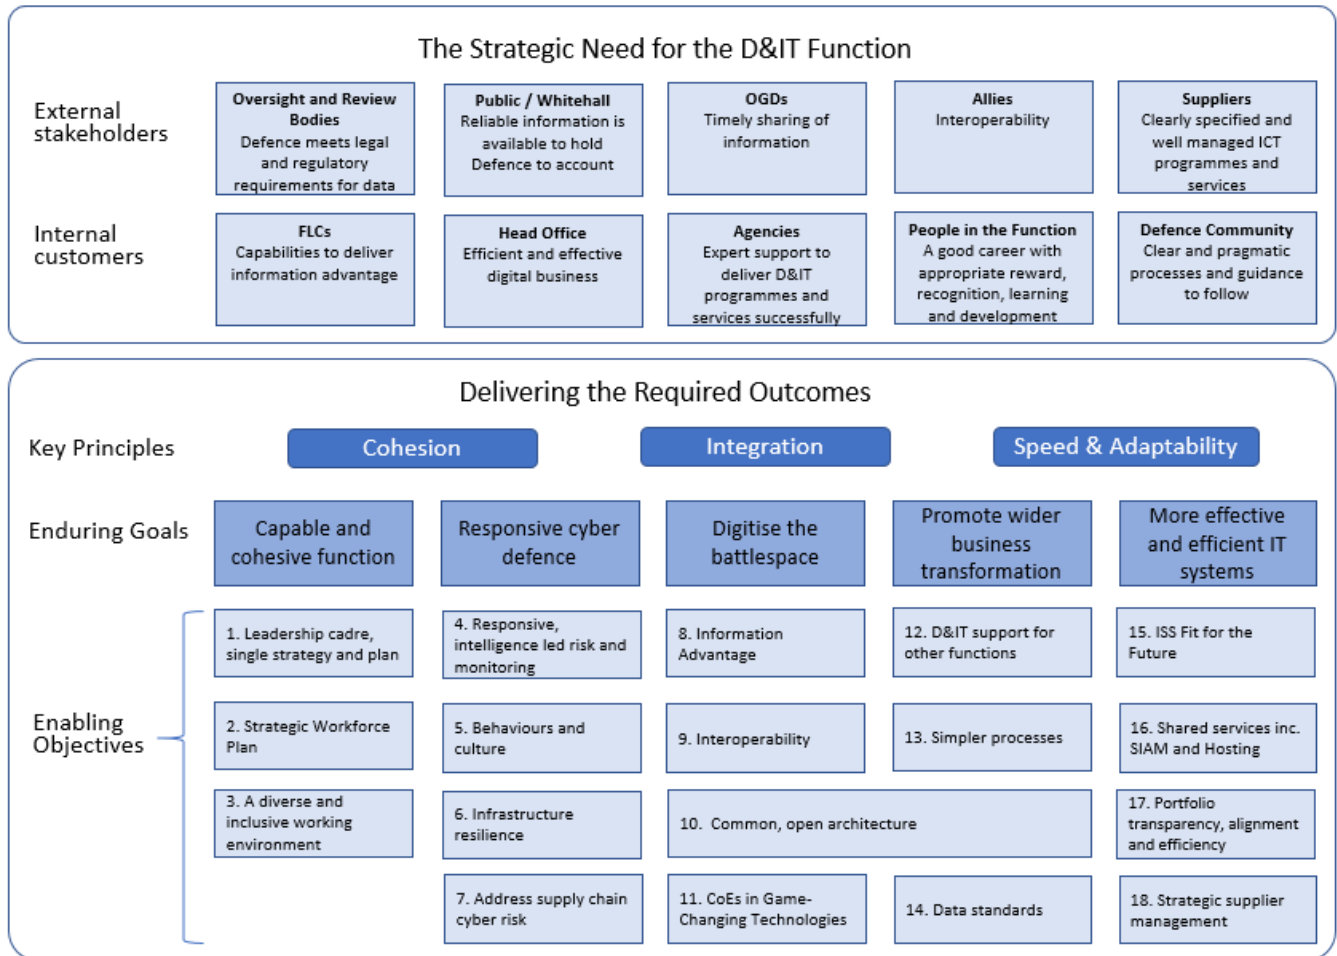 The Strategic Need for the D&IT Function
External
stakeholders
Oversight and Review
Bodies
Defence meets legal
and regulatory
requirements for data
Public / Whitehall
Reliable information is
available to hold
Defence to account
OGDs
Timely sharing of
information
Allies
Interoperability
Suppliers
Clearly specified and
well managed ICT
programmes and
services
Internal
customers
FLCs
Capabilities to deliver
information advantage
Head Office
Efficient and effective
digital business
Agencies
Expert support to
deliver D&IT
programmes and
services successfully
People in the Function
A good career with
appropriate reward,
recognition, learning
and development
Defence Community
Clear and pragmatic
processes and guidance
to follow
Delivering the Required Outcomes
Key Principles
Cohesion
Integration
Speed & Adaptability
Enduring Goals
Capable and
cohesive function
Responsive cyber
defence
Digitise the
battlespace
Promote wider
business
transformation
More effective
and efficient IT
systems
Enabling
Objectives
1. Leadership cadre,
single strategy and plan
4. Responsive,
intelligence led risk and
monitoring
8. Information
Advantage
12. D&IT support for
other functions
15. ISS Fit for the
Future
2. Strategic Workforce
Plan
5. Behaviours and
culture
9. Interoperability
13. Simpler processes
16. Shared services inc.
SIAM and Hosting
3. A diverse and
inclusive working
environment
6. Infrastructure
resilience
10. Common, open architecture
17. Portfolio
transparency, alignment
and efficiency
7. Address supply chain
cyber risk
11. CoEs in Game-
Changing Technologies
14. Data standards
18. Strategic supplier
management